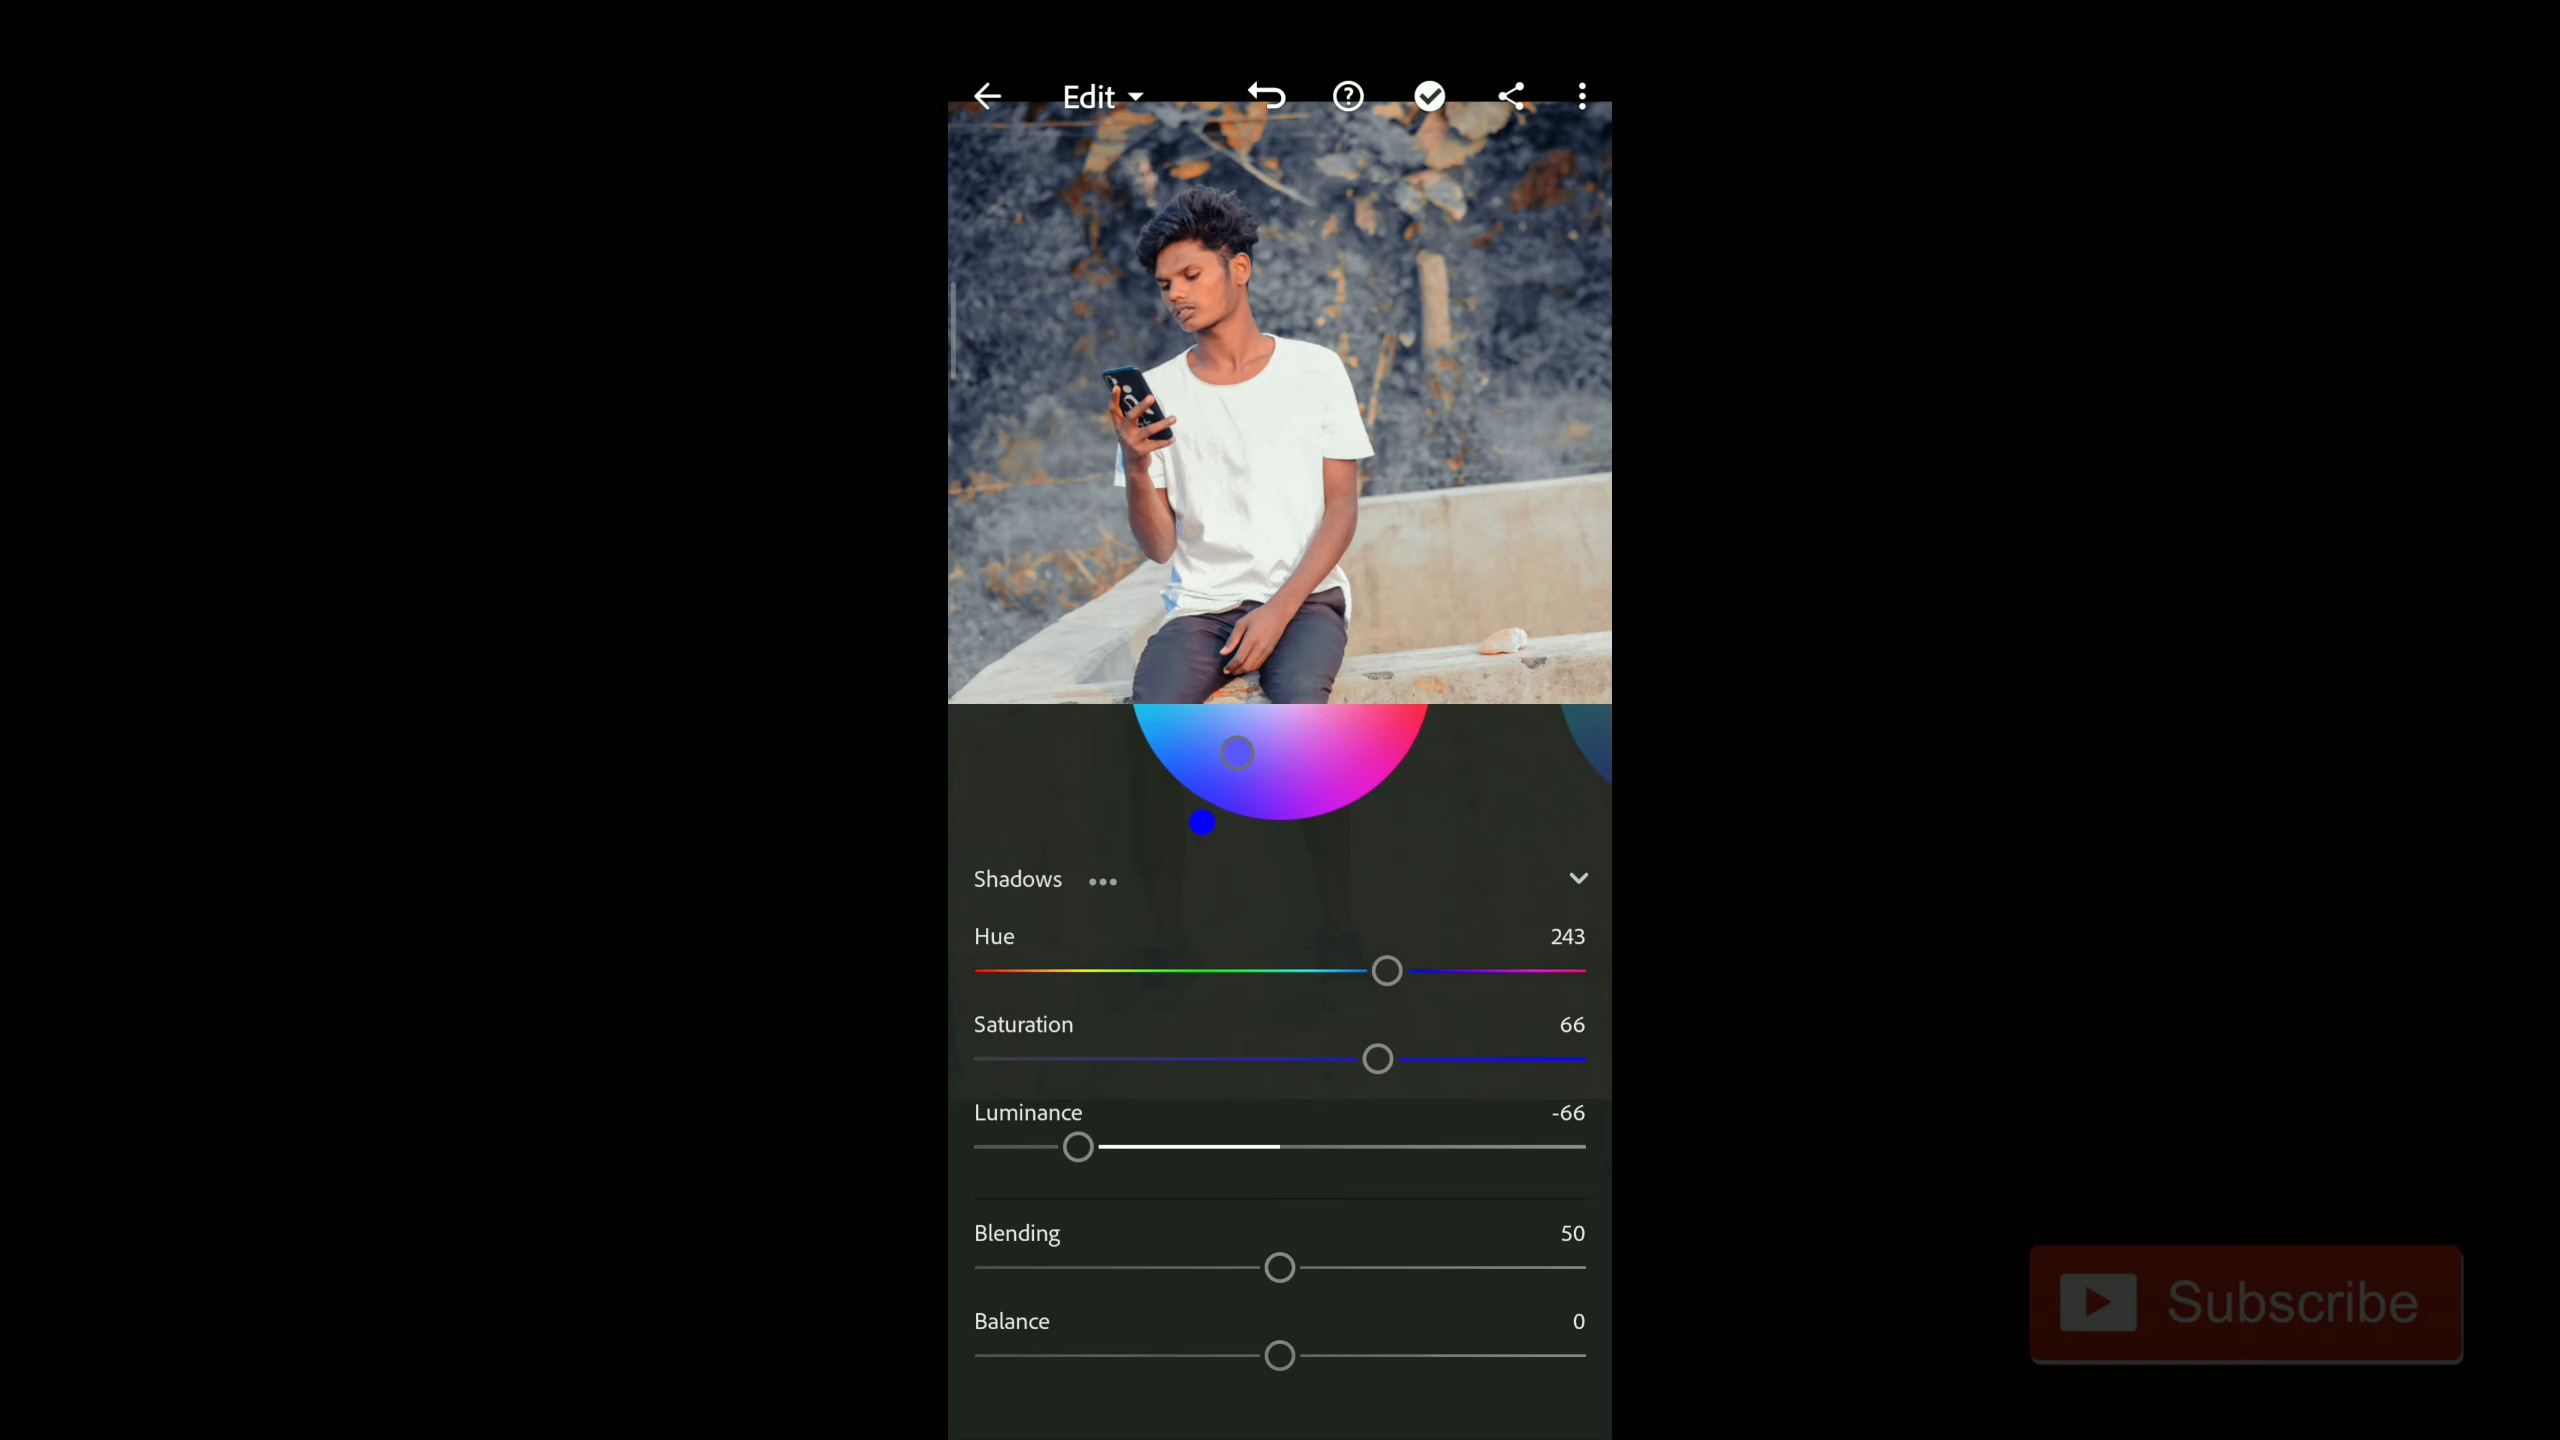 Edit
Shadows
Hue 243
Saturation 66
Luminance -66
Blending 50
Balance 0
Subscribe